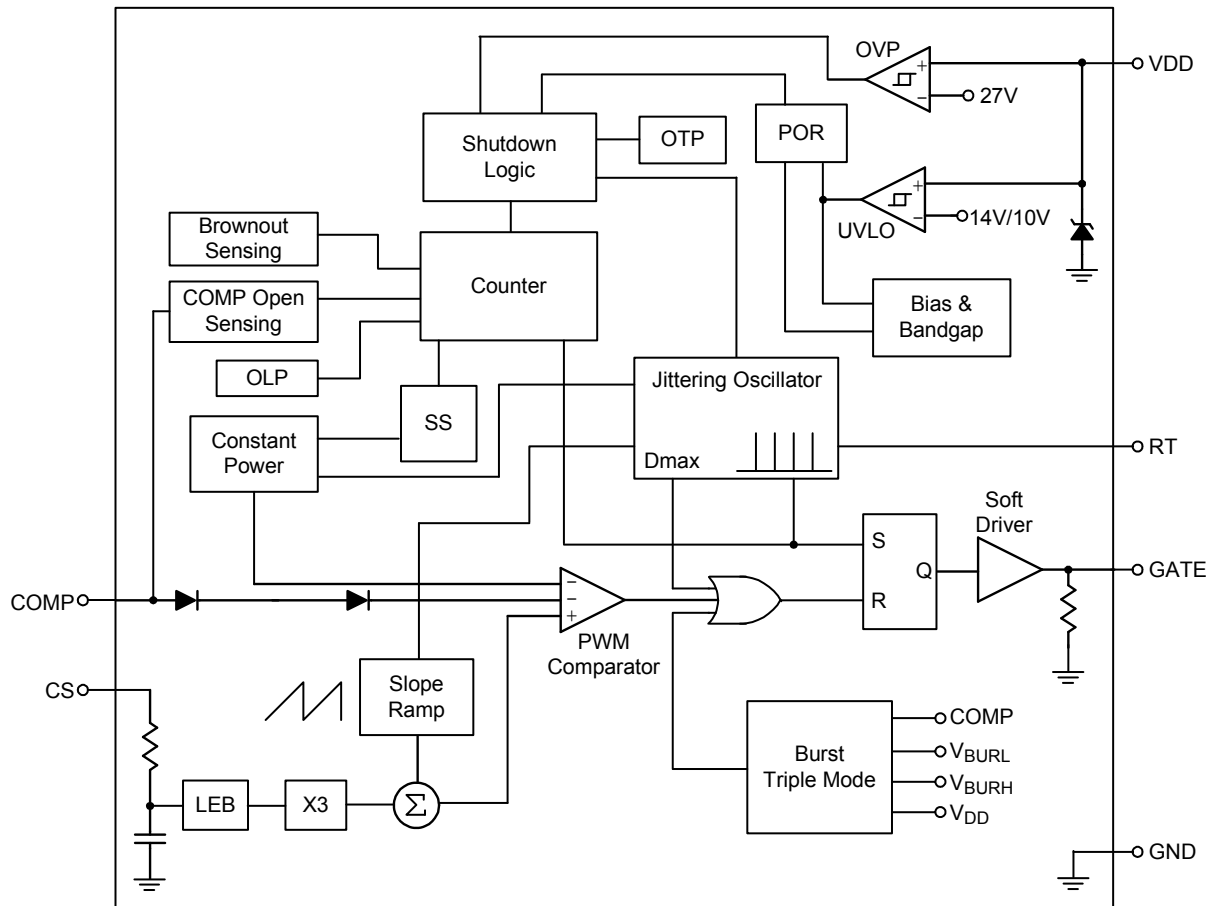 OVP
+
−
27V
VDD
Shutdown
Logic
OTP
POR
+
−
14V/10V
UVLO
Brownout
Sensing
COMP Open
Sensing
Counter
Bias &
Bandgap
OLP
SS
Jittering Oscillator
Dmax
RT
Constant
Power
Soft
Driver
S
Q
R
GATE
COMP
−
−
+
PWM
Comparator
CS
Slope
Ramp
LEB
X3
Σ
Burst
Triple Mode
COMP
VBURL
VBURH
VDD
GND